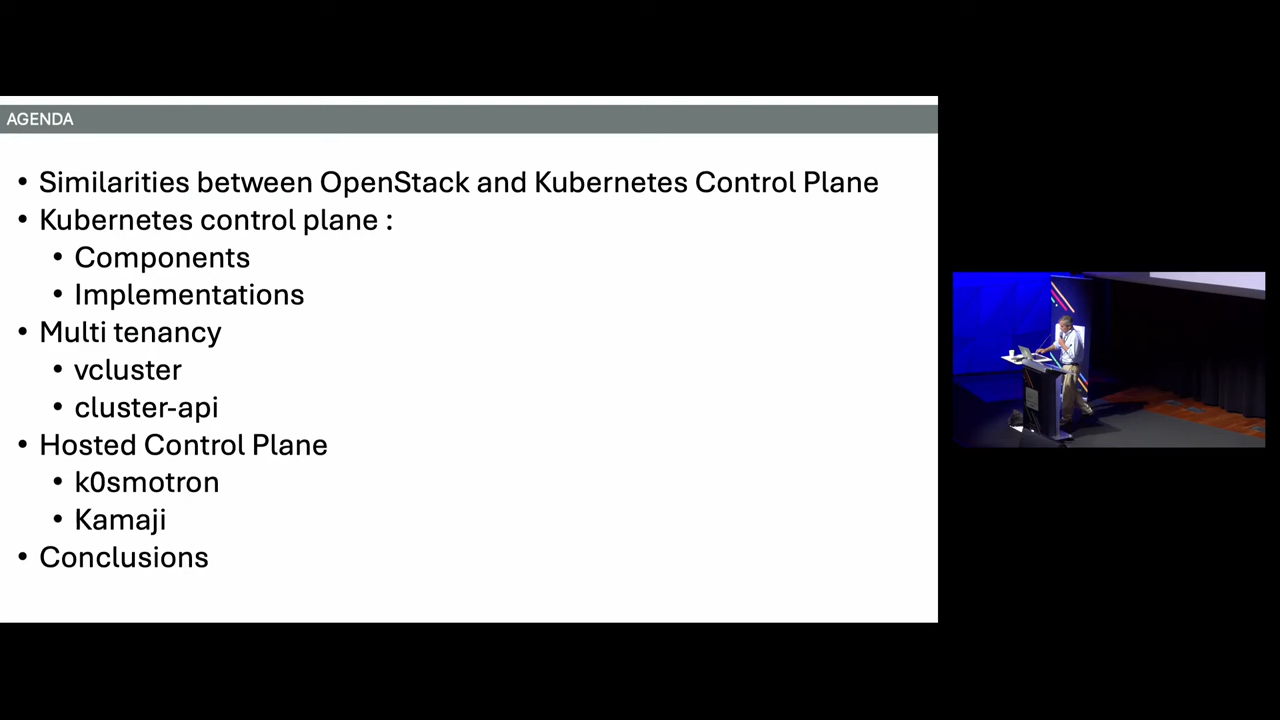 AGENDA
• Similarities between OpenStack and Kubernetes Control Plane
• Kubernetes control plane :
• Components
• Implementations
• Multi tenancy
• vcluster
• cluster-api
• Hosted Control Plane
• k0smotron
• Kamaji
• Conclusions